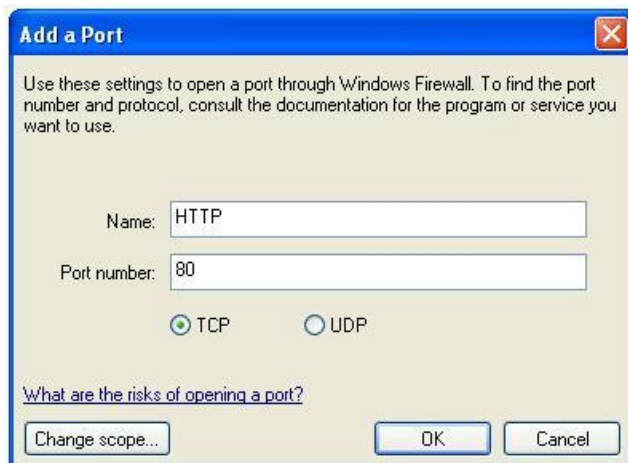 Add a Port
Use these settings to open a port through Windows Firewall. To find the port
number and protocol, consult the documentation for the program or service you
want to use.
Name: HTTP
Port number: 80
TCP UDP
What are the risks of opening a port?
Change scope... OK Cancel